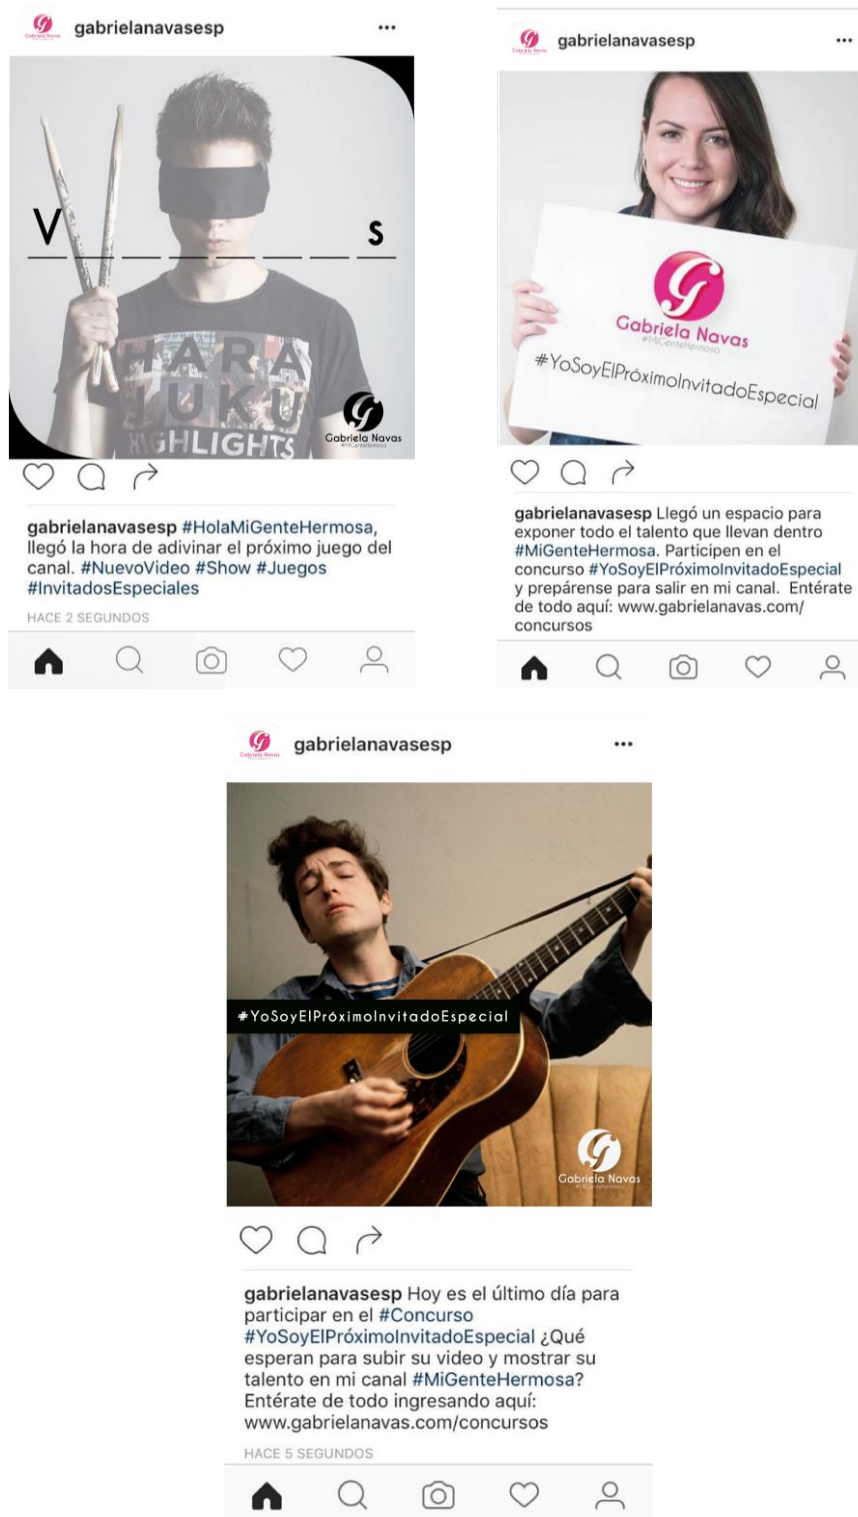 gabrielanavasesp
V _ _ _ _ _ _ s
HARA
JUKU
HIGHLIGHTS
Gabriela Navas
#MiGenteHermosa
gabrielanavasesp #HolaMiGenteHermosa,
llegó la hora de adivinar el próximo juego del
canal. #NuevoVideo #Show #Juegos
#InvitadosEspeciales
HACE 2 SEGUNDOS
gabrielanavasesp
Gabriela Navas
#MiGenteHermosa
#YoSoyElPróximoInvitadoEspecial
gabrielanavasesp Llegó un espacio para
exponer todo el talento que llevan dentro
#MiGenteHermosa. Participen en el
concurso #YoSoyElPróximoInvitadoEspecial
y prepárense para salir en mi canal. Entérate
de todo aquí: www.gabrielanavas.com/
concursos
gabrielanavasesp
#YoSoyElPróximoInvitadoEspecial
Gabriela Navas
#MiGenteHermosa
gabrielanavasesp Hoy es el último día para
participar en el #Concurso
#YoSoyElPróximoInvitadoEspecial ¿Qué
esperan para subir su video y mostrar su
talento en mi canal #MiGenteHermosa?
Entérate de todo ingresando aquí:
www.gabrielanavas.com/concursos
HACE 5 SEGUNDOS